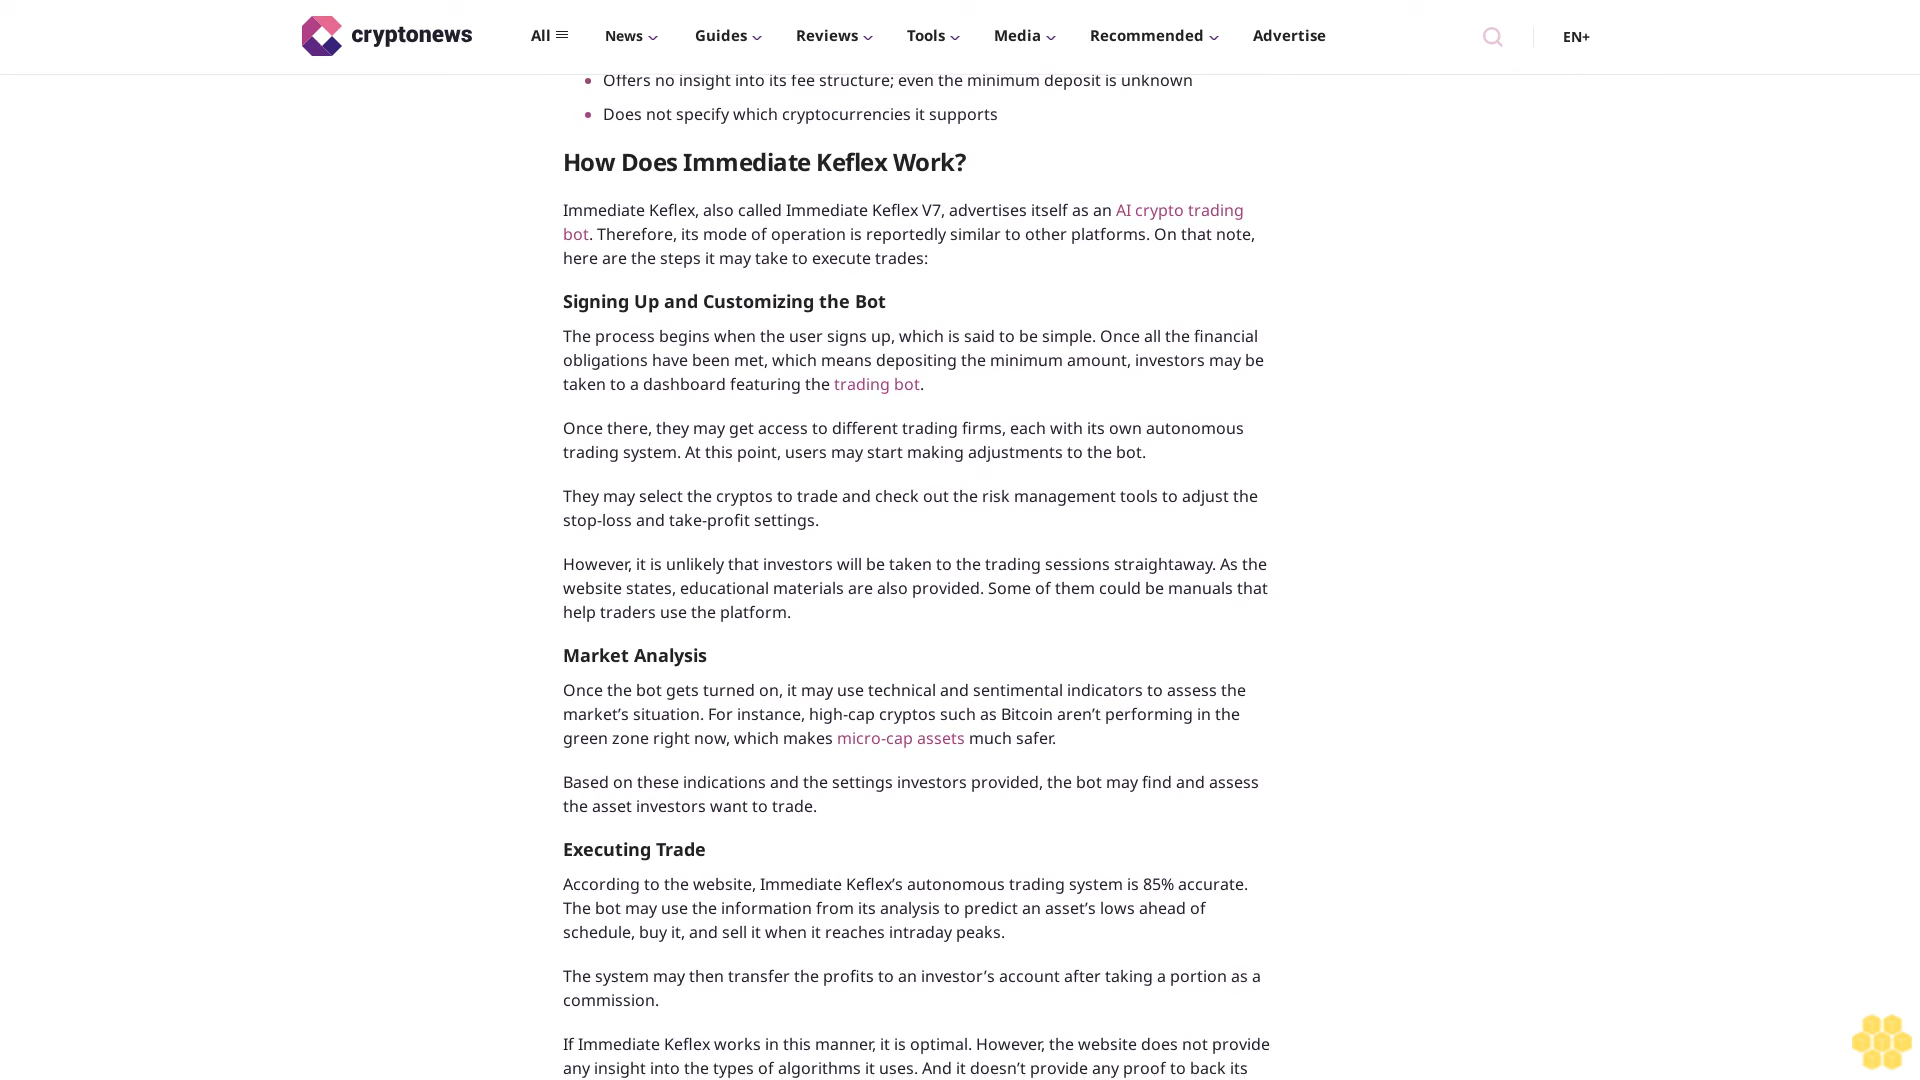 cryptonews
All
News
Guides
Reviews
Tools
Media
Recommended
Advertise
EN+
Offers no insight into its fee structure; even the minimum deposit is unknown
Does not specify which cryptocurrencies it supports
How Does Immediate Keflex Work?
Immediate Keflex, also called Immediate Keflex V7, advertises itself as an AI crypto trading
bot. Therefore, its mode of operation is reportedly similar to other platforms. On that note,
here are the steps it may take to execute trades:
Signing Up and Customizing the Bot
The process begins when the user signs up, which is said to be simple. Once all the financial
obligations have been met, which means depositing the minimum amount, investors may be
taken to a dashboard featuring the trading bot.
Once there, they may get access to different trading firms, each with its own autonomous
trading system. At this point, users may start making adjustments to the bot.
They may select the cryptos to trade and check out the risk management tools to adjust the
stop-loss and take-profit settings.
However, it is unlikely that investors will be taken to the trading sessions straightaway. As the
website states, educational materials are also provided. Some of them could be manuals that
help traders use the platform.
Market Analysis
Once the bot gets turned on, it may use technical and sentimental indicators to assess the
market’s situation. For instance, high-cap cryptos such as Bitcoin aren’t performing in the
green zone right now, which makes micro-cap assets much safer.
Based on these indications and the settings investors provided, the bot may find and assess
the asset investors want to trade.
Executing Trade
According to the website, Immediate Keflex’s autonomous trading system is 85% accurate.
The bot may use the information from its analysis to predict an asset’s lows ahead of
schedule, buy it, and sell it when it reaches intraday peaks.
The system may then transfer the profits to an investor’s account after taking a portion as a
commission.
If Immediate Keflex works in this manner, it is optimal. However, the website does not provide
any insight into the types of algorithms it uses. And it doesn’t provide any proof to back its